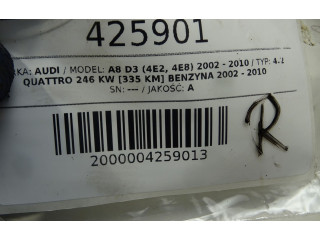 425901
RKA: AUDI / MODEL: A8 D3 (4E2, 4E8) 2002 - 2010 / TYP: 4.2
QUATTRO 246 KW [335 KM] BENZYNA 2002 - 2010
SN: --- / JAKOŚĆ: A
R
2000004259013